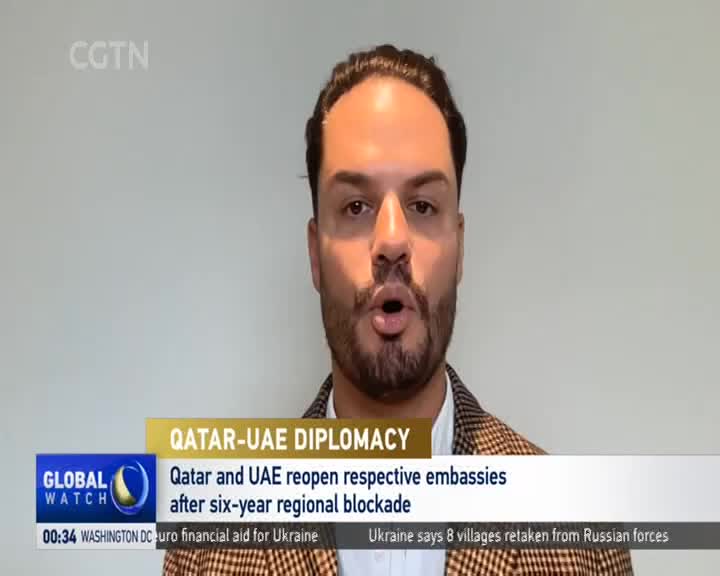 CGTN
QATAR-UAE DIPLOMACY
Qatar and UAE reopen respective embassies
after six-year regional blockade
GLOBAL
WATCH
00:34 WASHINGTON DC
euro financial aid for Ukraine Ukraine says 8 villages retaken from Russian forces